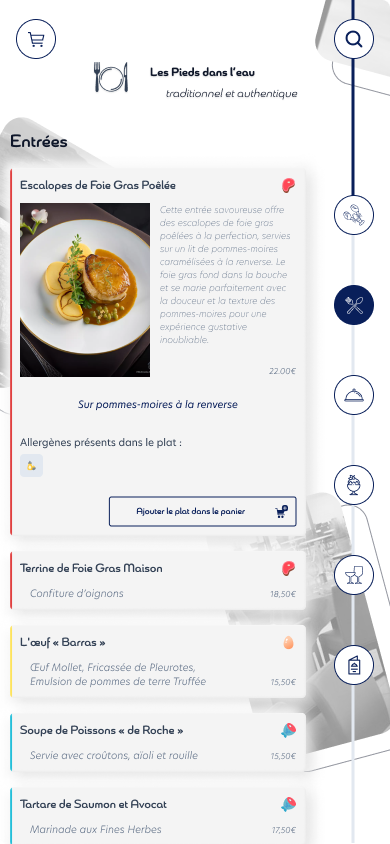 Les Pieds dans l'eau
traditionnel et authentique
Entrées
Escalopes de Foie Gras Poêlée
Cette entrée savoureuse offre
des escalopes de foie gras
poêlées à la perfection, servies
sur un lit de pommes-moires
caramélisées à la renverse. Le
foie gras fond dans la bouche
et se marie parfaitement avec
la douceur et la texture des
pommes-moires pour une
expérience gustative
inoubliable.
22.00€
Sur pommes-moires à la renverse
Allergènes présents dans le plat :
Ajouter le plat dans le panier
Terrine de Foie Gras Maison
Confiture d'oignons
18,50€
L'œuf « Barras »
Œuf Mollet, Fricassée de Pleurotes,
Emulsion de pommes de terre Truffée
15,50€
Soupe de Poissons « de Roche »
Servie avec croûtons, aïoli et rouille
15,50€
Tartare de Saumon et Avocat
Marinade aux Fines Herbes
17,50€